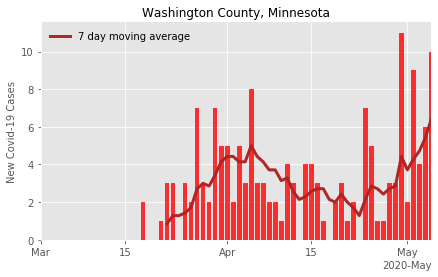 Washington County, Minnesota
7 day moving average
New Covid-19 Cases
10
8
6
4
2
0
Mar
15
Apr
15
May
2020-May